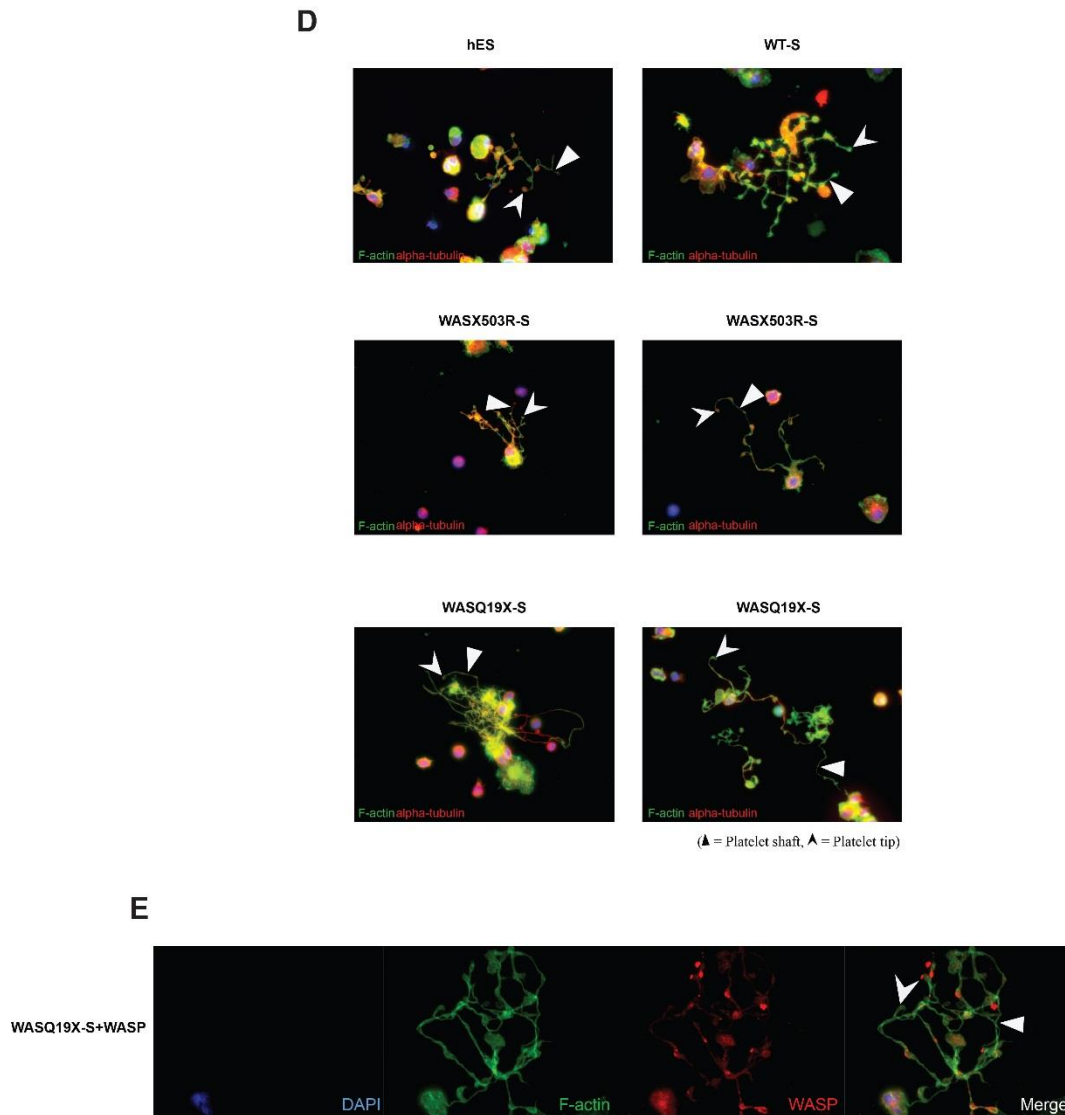 D
hES WT-S
F-actin alpha-tubulin F-actin alpha-tubulin
WASX503R-S WASX503R-S
F-actin alpha-tubulin F-actin alpha-tubulin
WASQ19X-S WASQ19X-S
F-actin alpha-tubulin F-actin alpha-tubulin
(▲ = Platelet shaft, ⮝ = Platelet tip)
E
WASQ19X-S+WASP
DAPI F-actin WASP Merge